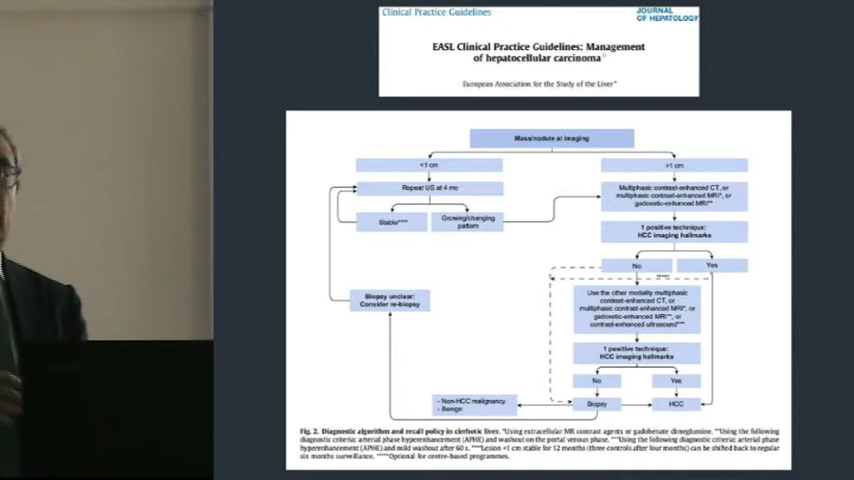 Clinical Practice Guidelines
JOURNAL
OF HEPATOLOGY
EASL Clinical Practice Guidelines: Management
of hepatocellular carcinoma☆
European Association for the Study of the Liver*
Mass/nodule at imaging
<1 cm
>1 cm
Repeat US at 4 mo
Multiphasic contrast-enhanced CT, or
multiphasic contrast-enhanced MRI*, or
gadoxetic-enhanced MRI**
Stable****
Growing/changing
pattern
1 positive technique:
HCC imaging hallmarks
No
Yes
*****
Biopsy unclear:
Consider re-biopsy
Use the other modality multiphasic
contrast-enhanced CT, or
multiphasic contrast-enhanced MRI*, or
gadoxetic-enhanced MRI**, or
contrast-enhanced ultrasound***
1 positive technique:
HCC imaging hallmarks
No
Yes
- Non-HCC malignancy
- Benign
Biopsy
HCC
Fig. 2. Diagnostic algorithm and recall policy in cirrhotic liver. *Using extracellular MR contrast agents or gadobenate dimeglumine. **Using the following
diagnostic criteria: arterial phase hyperenhancement (APHE) and washout on the portal venous phase. ***Using the following diagnostic criteria: arterial phase
hyperenhancement (APHE) and mild washout after 60 s. ****Lesion <1 cm stable for 12 months (three controls after four months) can be shifted back to regular
six months surveillance. *****Optional for centre-based programmes.